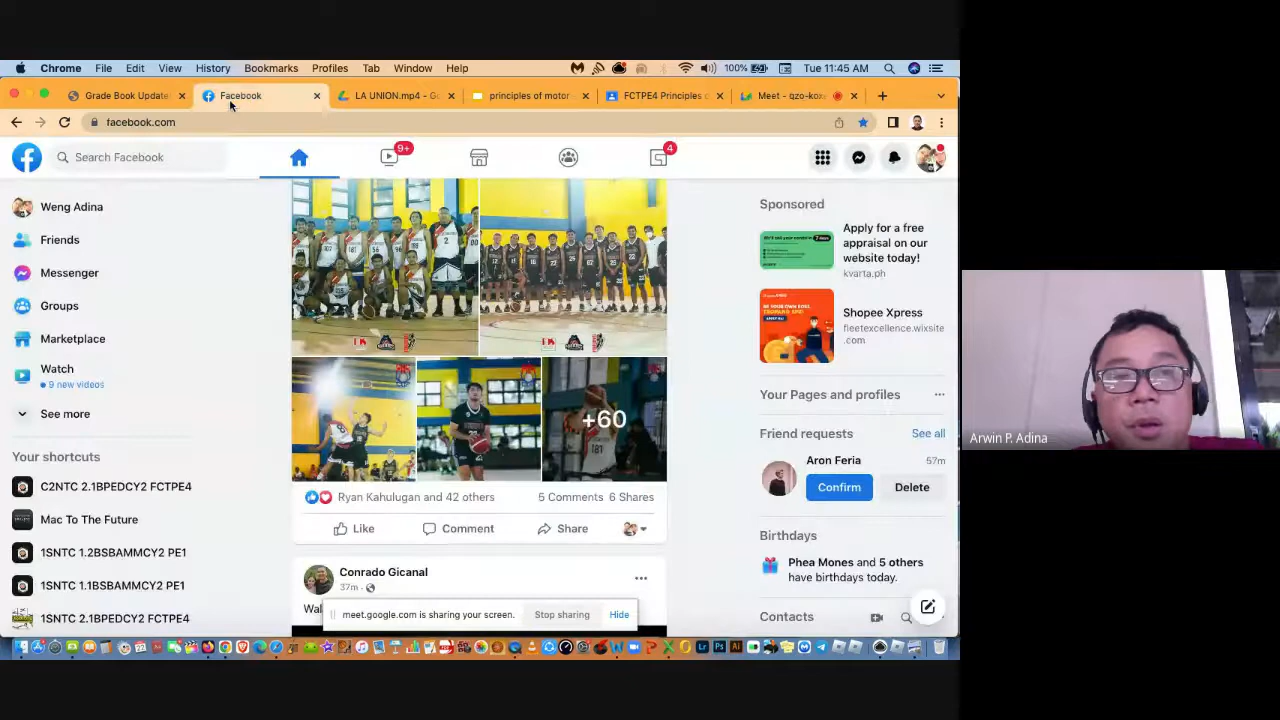 Chrome File Edit View History Bookmarks Profiles Tab Window Help 100% Tue 11:45 AM
Grade Book Update Facebook LA UNION.mp4 - G principles of motor FCTPE4 Principles o Meet - qzo-kox
facebook.com
Search Facebook
9+
4
Weng Adina
Friends
Messenger
Groups
Marketplace
Watch
9 new videos
See more
Your shortcuts
C2NTC 2.1BPEDCY2 FCTPE4
Mac To The Future
1SNTC 1.2BSBAMMCY2 PE1
1SNTC 1.1BSBAMMCY2 PE1
1SNTC 2.1BPEDCY2 FCTPE4
+60
Ryan Kahulugan and 42 others 5 Comments 6 Shares
Like Comment Share
Conrado Gicanal
37m
Wal
meet.google.com is sharing your screen. Stop sharing Hide
Sponsored
Apply for a free
appraisal on our
website today!
kvarta.ph
Shopee Xpress
fleetexcellence.wixsite
.com
Your Pages and profiles
Friend requests See all
Aron Feria 57m
Confirm Delete
Birthdays
Phea Mones and 5 others
have birthdays today.
Contacts
Arwin P. Adina